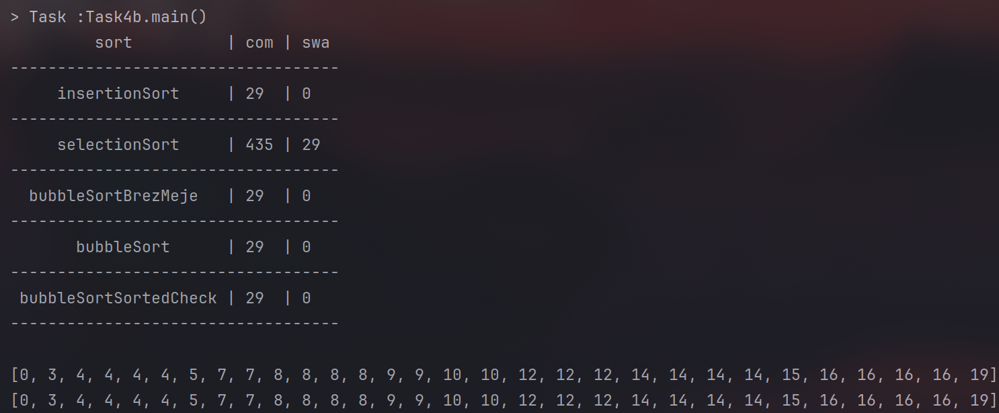 > Task :Task4b.main()
         sort          | com | swa
-----------------------------------
     insertionSort     | 29  | 0
-----------------------------------
     selectionSort     | 435 | 29
-----------------------------------
  bubbleSortBrezMeje   | 29  | 0
-----------------------------------
       bubbleSort      | 29  | 0
-----------------------------------
 bubbleSortSortedCheck | 29  | 0
-----------------------------------
[0, 3, 4, 4, 4, 4, 5, 7, 7, 8, 8, 8, 8, 9, 9, 10, 10, 12, 12, 12, 14, 14, 14, 14, 15, 16, 16, 16, 16, 19]
[0, 3, 4, 4, 4, 4, 5, 7, 7, 8, 8, 8, 8, 9, 9, 10, 10, 12, 12, 12, 14, 14, 14, 14, 15, 16, 16, 16, 16, 19]